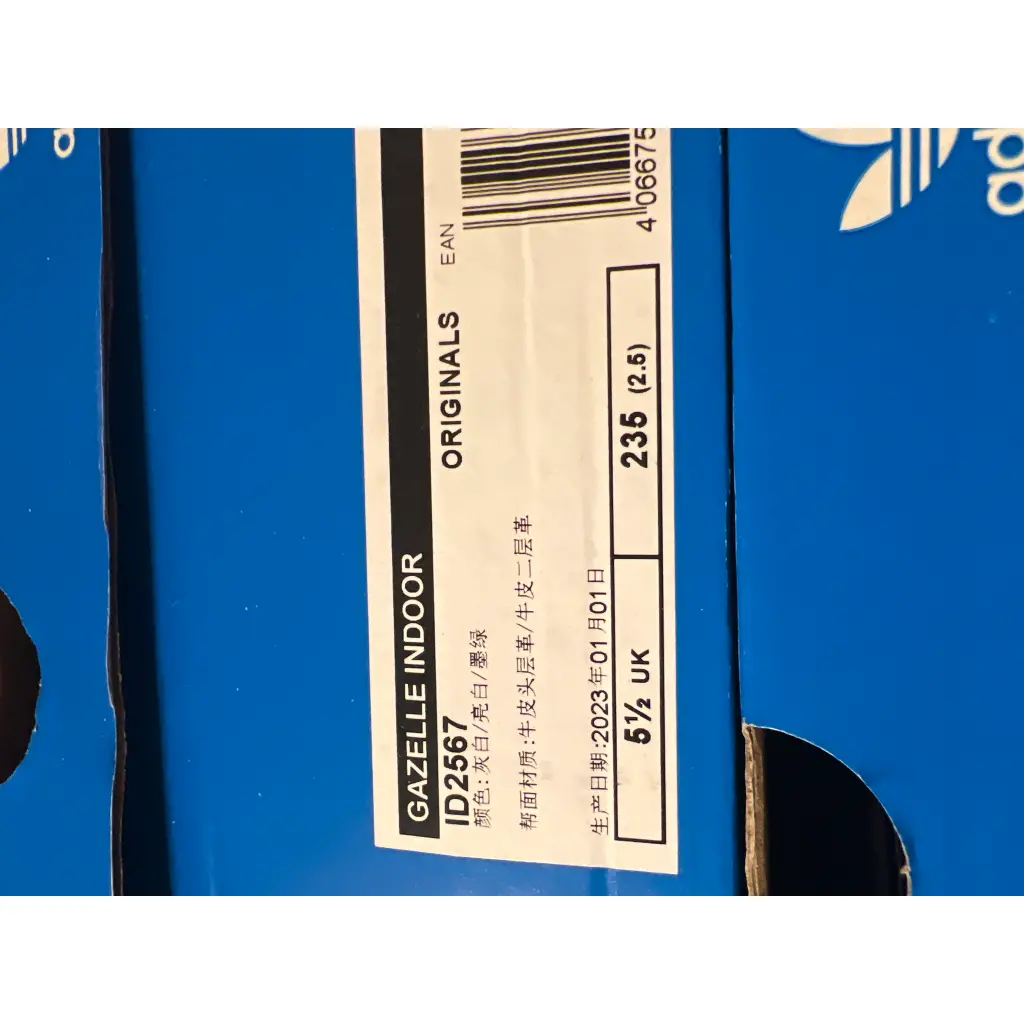 GAZELLE INDOOR
ID2567
ORIGINALS
EAN
颜色:灰白/亮白/墨绿
帮面材质:牛皮头层革/牛皮二层革
生产日期:2023年01月01日
5½ UK
235 (2.5)
4 06675
ad
a